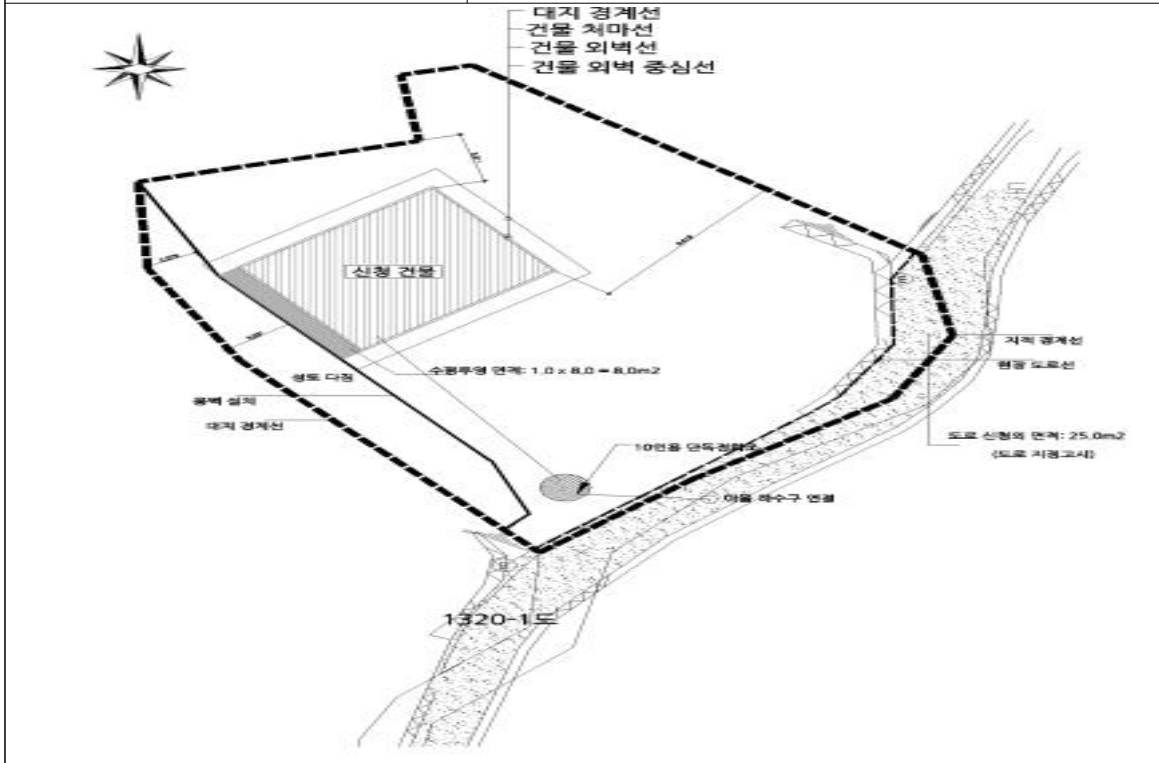 대지 경계선
건물 처마선
건물 외벽선
건물 외벽 중심선
도
신청 건물
지적 경계선
현황 도로선
수평투영 면적: 1.0 x 8.0 = 8.0m2
성토 다짐
옹벽 설치
대지 경계선
도로 신청의 면적: 25.0m2
(도로 지정고시)
10인용 단독정화조
마을 하수구 연결
1320-1도